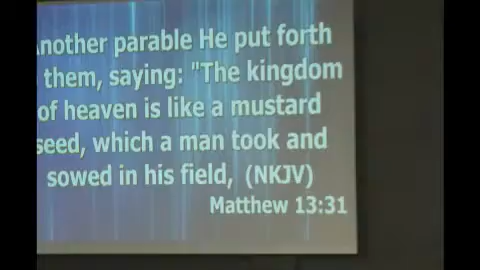 Another parable He put forth
them, saying: "The kingdom
of heaven is like a mustard
seed, which a man took and
sowed in his field, (NKJV)
Matthew 13:31